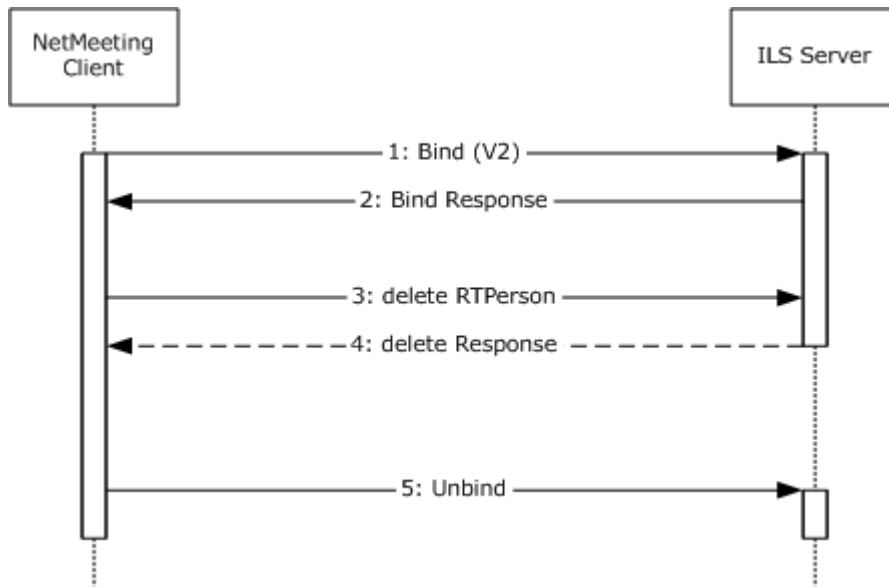 NetMeeting
Client
ILS Server
1: Bind (V2)
2: Bind Response
3: delete RTPerson
4: delete Response
5: Unbind